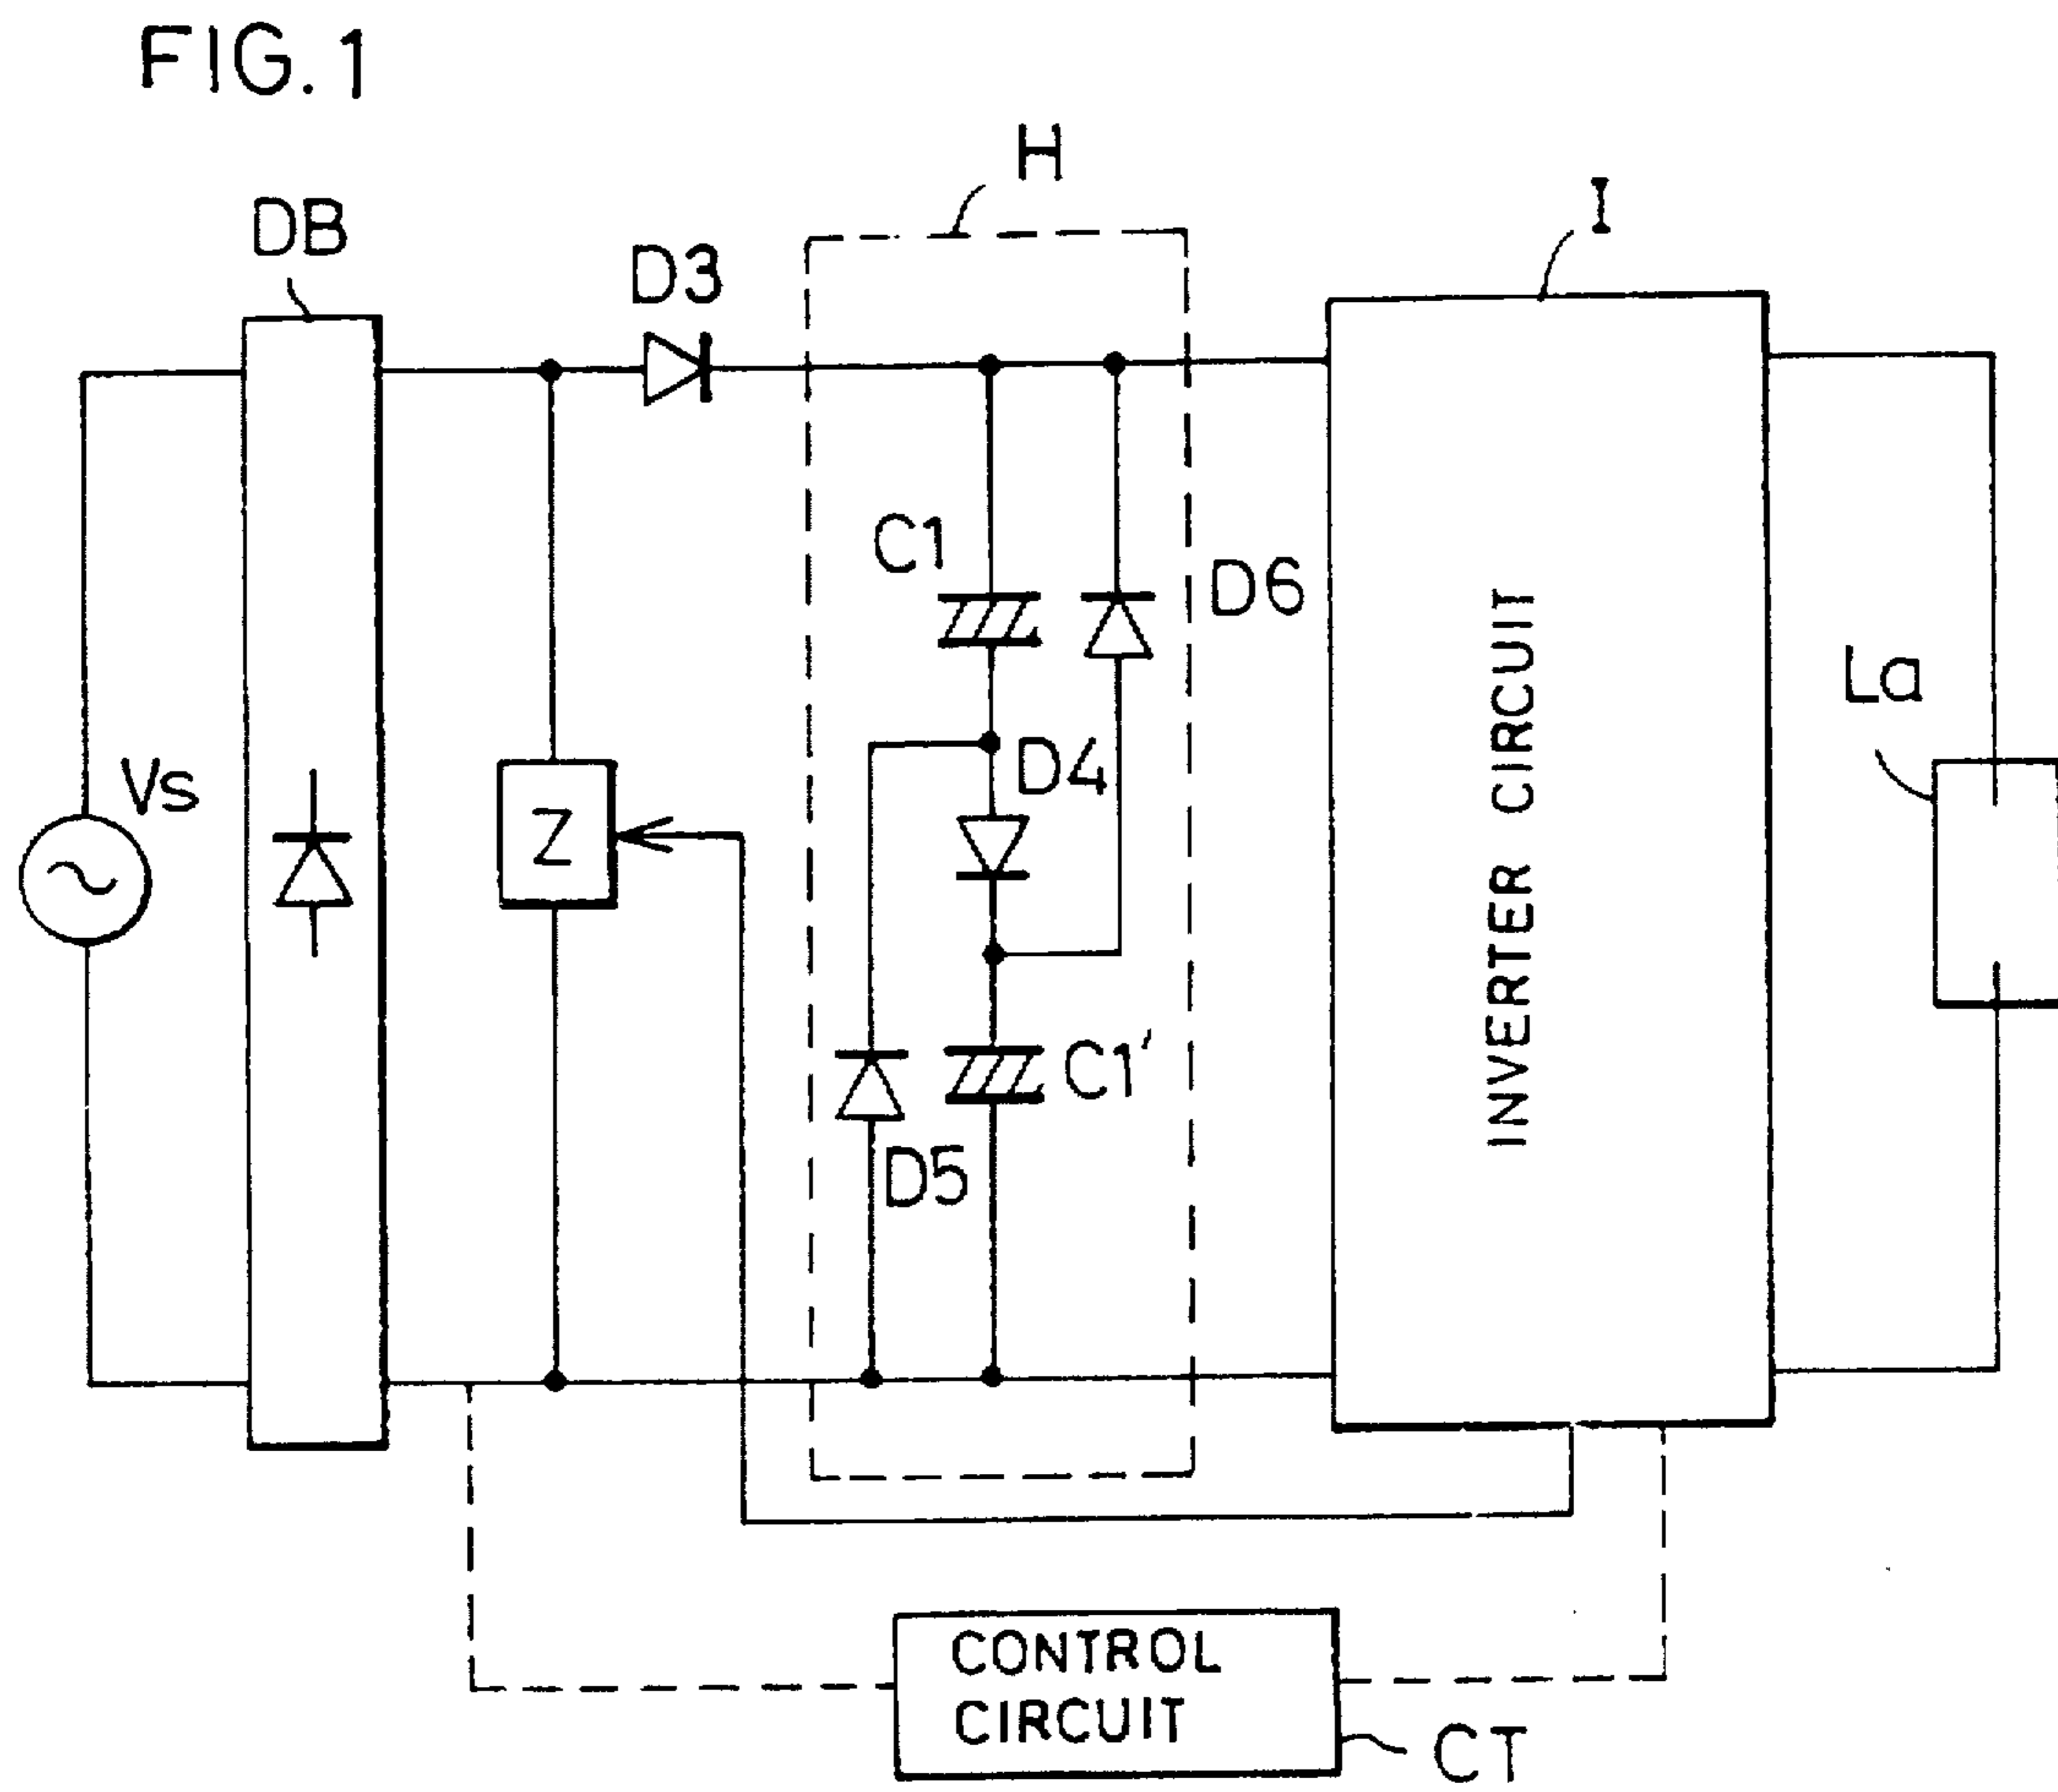 FIG. 1
H
I
DB
D3
C1
D6
La
D4
Vs
Z
INVERTER CIRCUIT
C1'
D5
CONTROL
CIRCUIT
CT